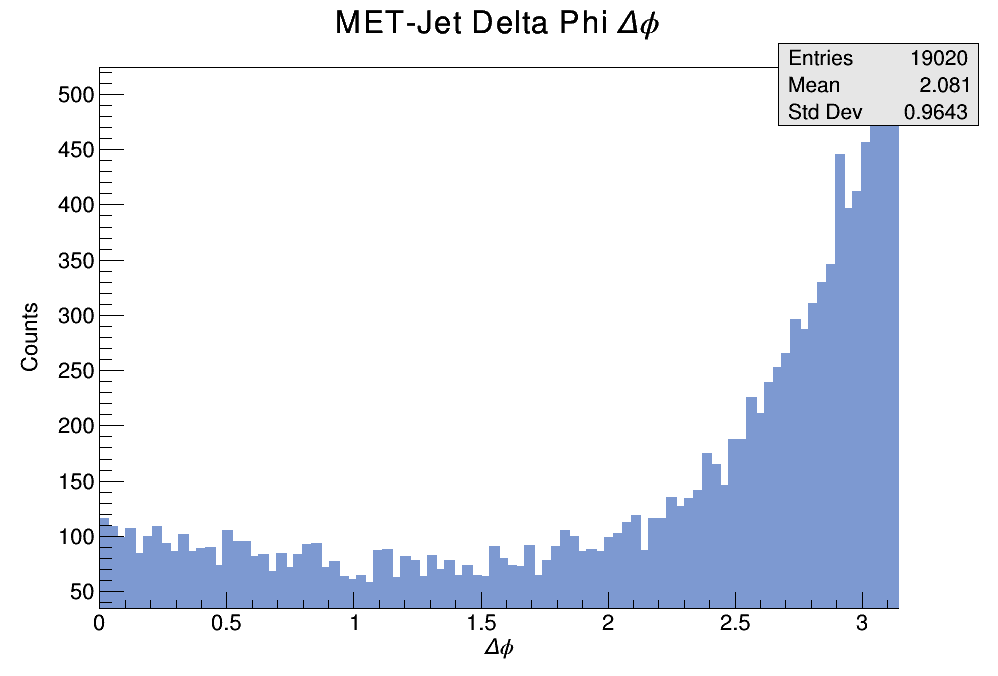 MET-Jet Delta Phi Δϕ
Entries 19020
Mean 2.081
Std Dev 0.9643
500
450
400
350
300
250
200
150
100
50
Counts
0 0.5 1 1.5 2 2.5 3
Δϕ